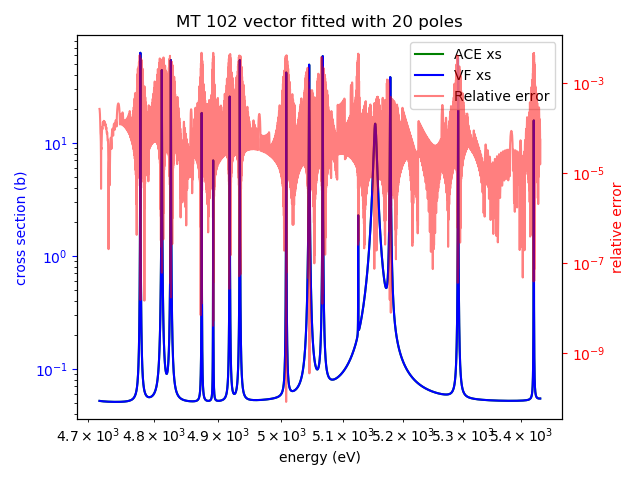 MT 102 vector fitted with 20 poles
ACE xs
VF xs
Relative error
cross section (b)
10¹
10⁰
10⁻¹
10⁻³
10⁻⁵
10⁻⁷
10⁻⁹
relative error
4.7×10³ 4.8×10³ 4.9×10³ 5×10³ 5.1×10³ 5.2×10³ 5.3×10³ 5.4×10³
energy (eV)